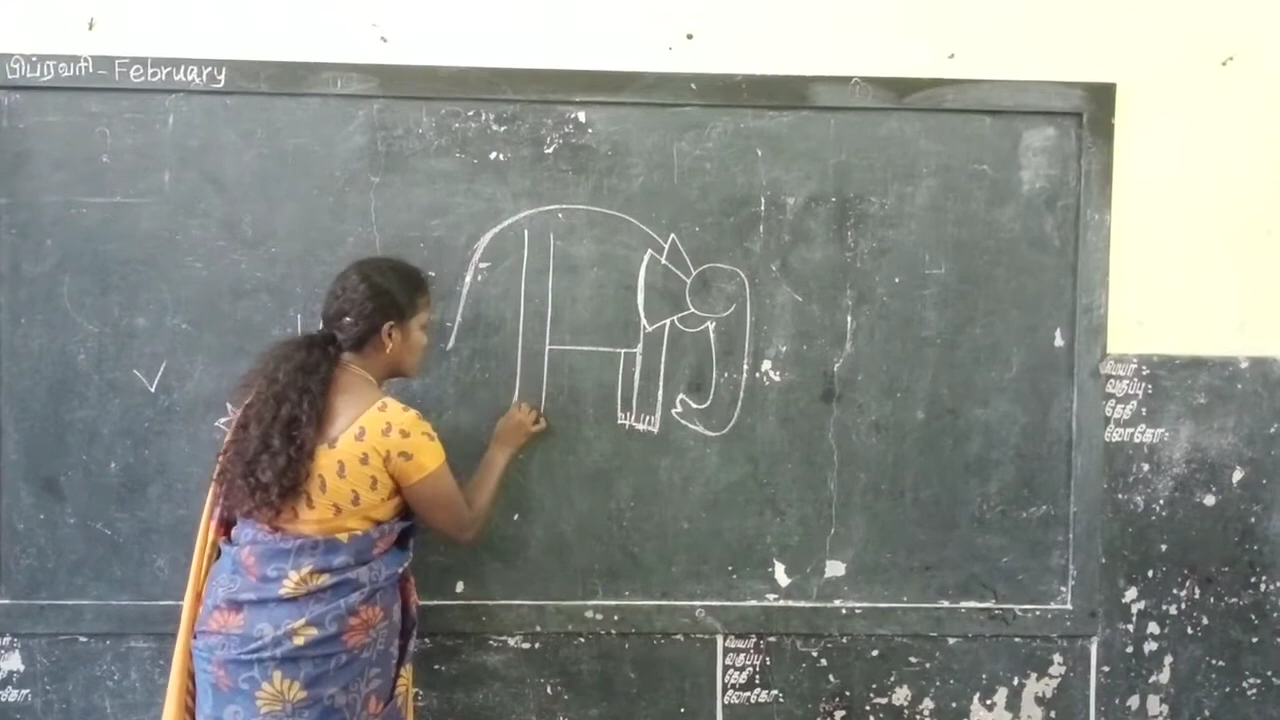 பிப்ரவரி - February
பெயர் :
வகுப்பு :
தேதி :
லோகோ:
பெயர் :
வகுப்பு :
தேதி :
லோகோ: